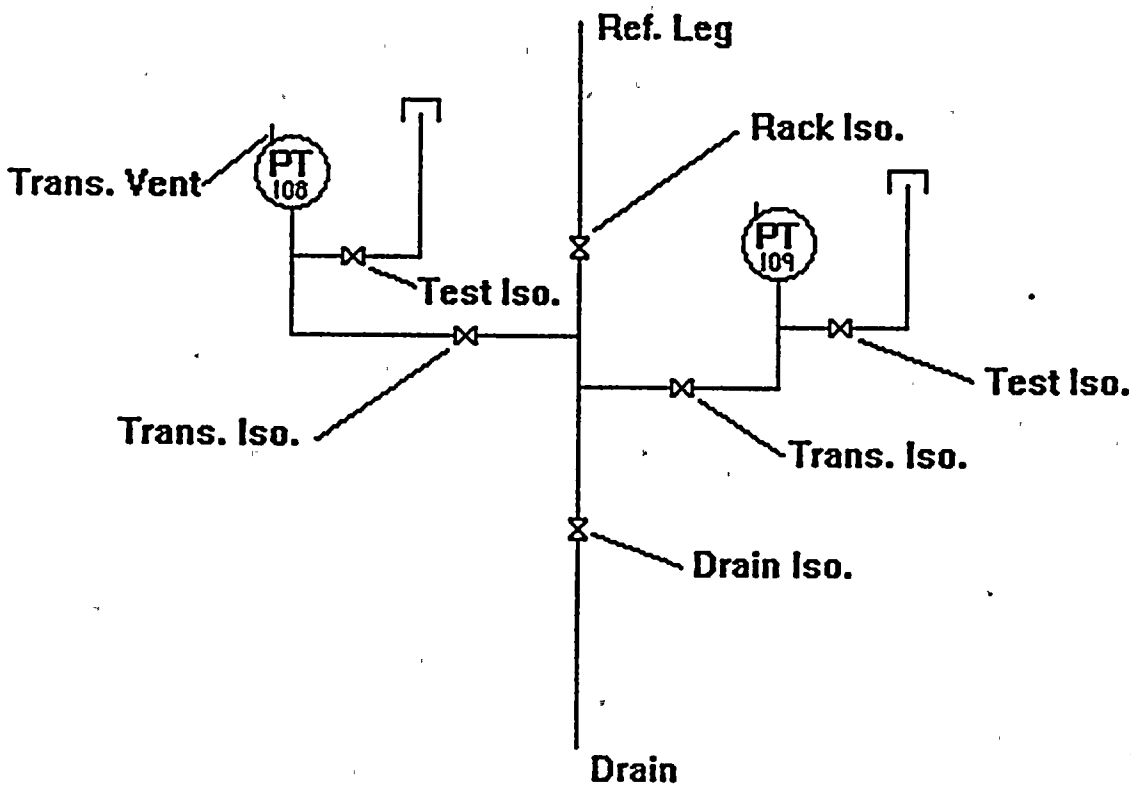 Ref. Leg
Rack Iso.
PT
108
Trans. Vent
PT
109
Test Iso.
Test Iso.
Trans. Iso.
Trans. Iso.
Drain Iso.
Drain